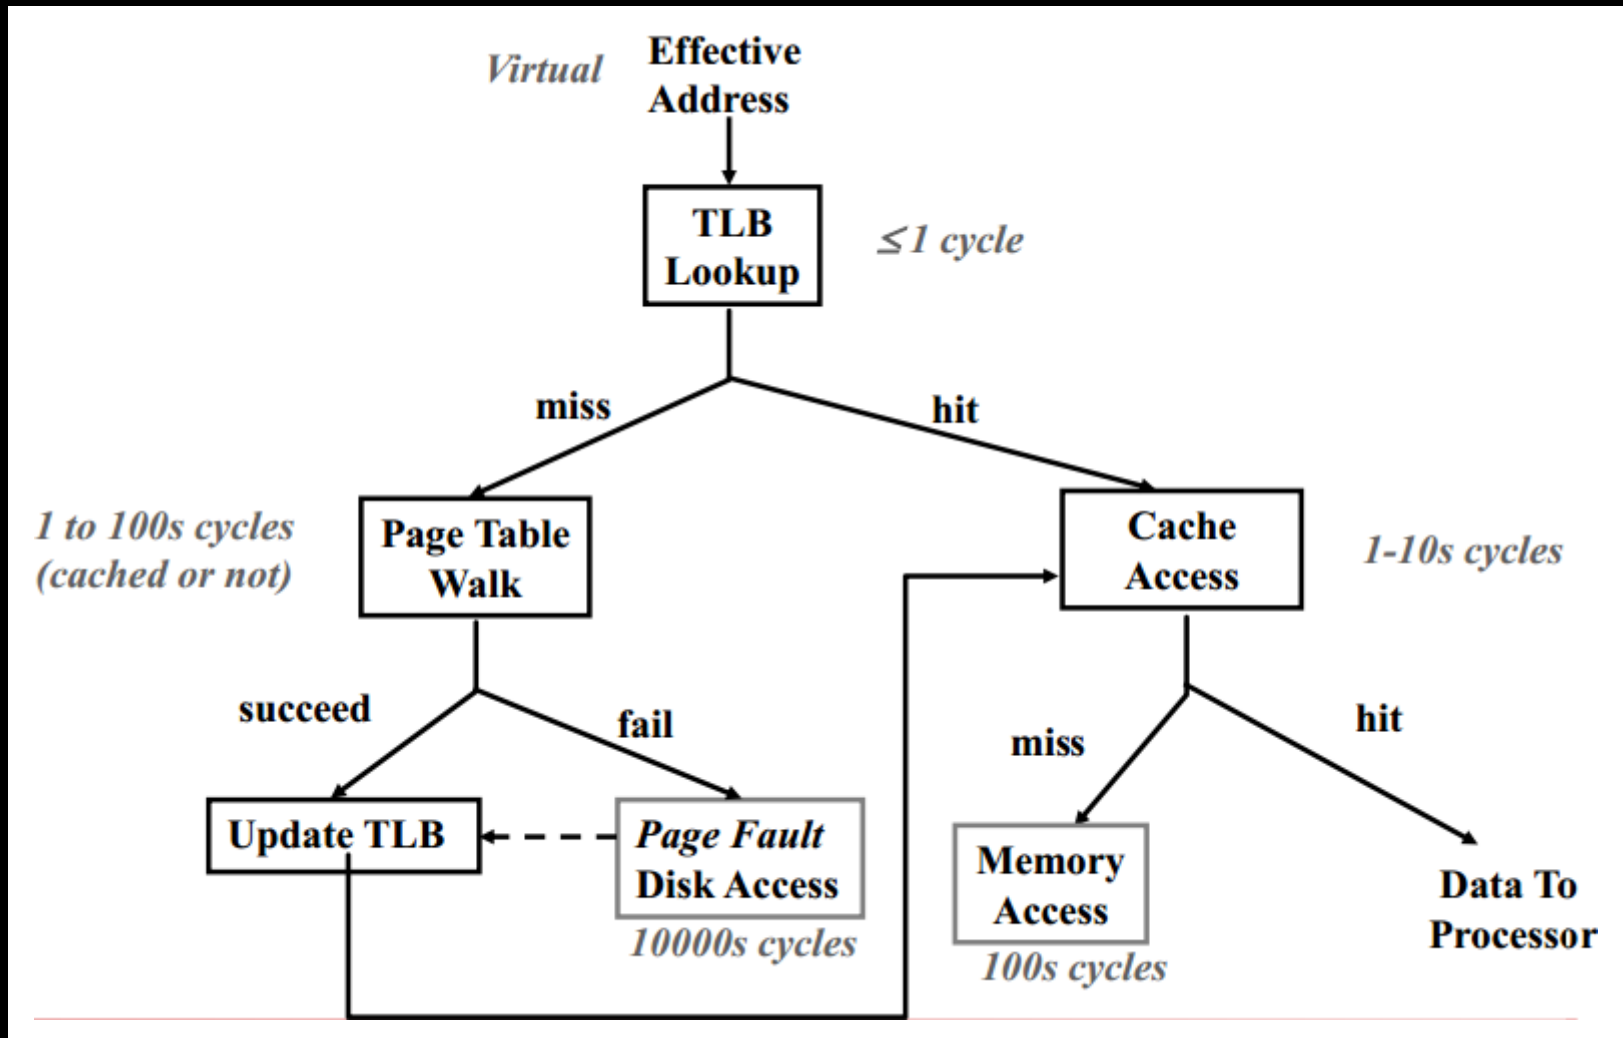 Virtual
Effective
Address
TLB
Lookup
≤1 cycle
miss
hit
1 to 100s cycles
(cached or not)
Page Table
Walk
Cache
Access
1-10s cycles
succeed
fail
miss
hit
Update TLB
Page Fault
Disk Access
10000s cycles
Memory
Access
100s cycles
Data To
Processor